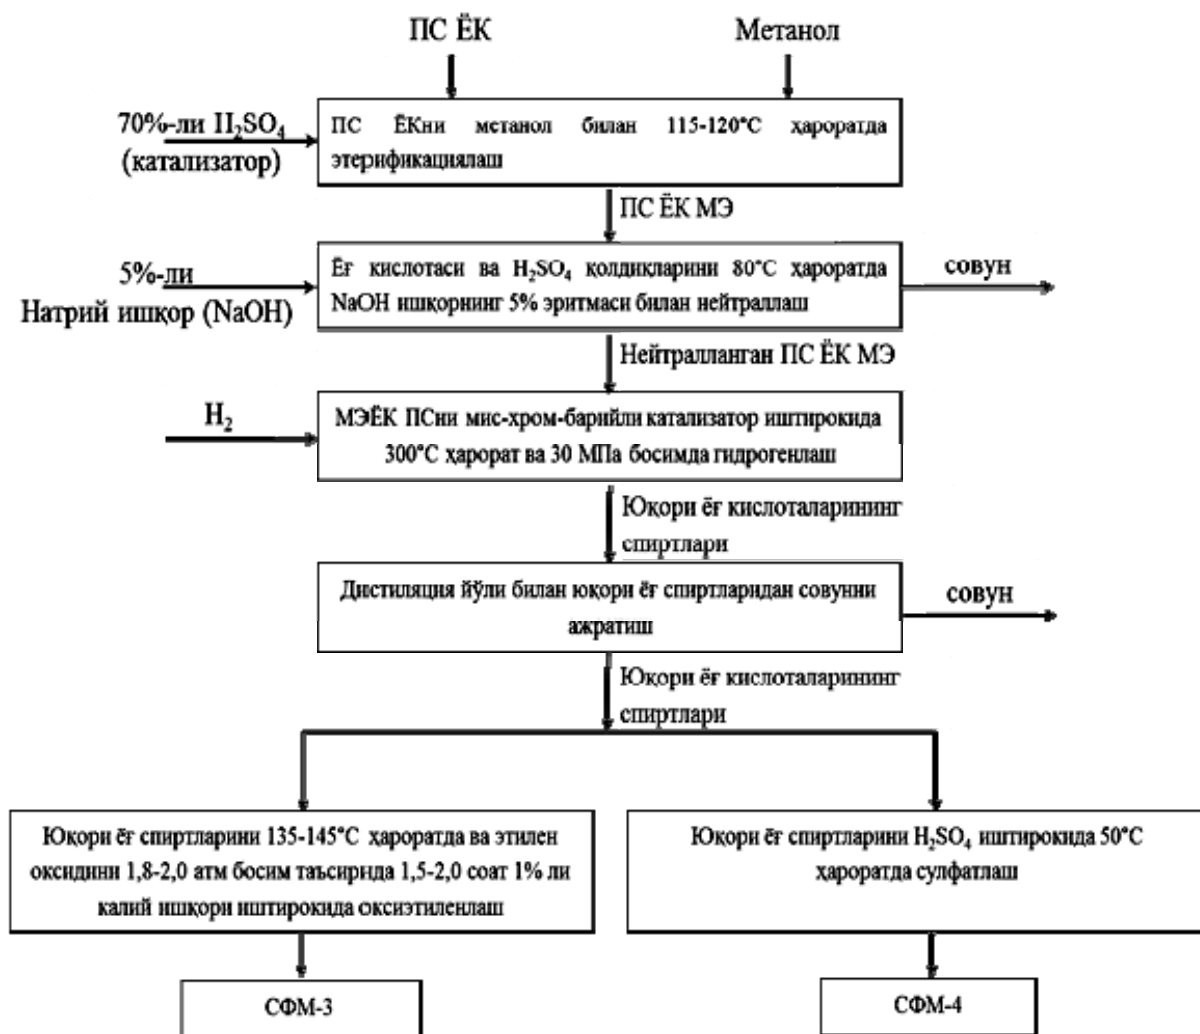 ПС ЁК
Метанол
70%-ли H₂SO₄
(катализатор)
ПС ЁКни метанол билан 115-120°C ҳароратда
этерификациялаш
ПС ЁК МЭ
5%-ли
Натрий ишқор (NaOH)
Ёғ кислотаси ва H₂SO₄ қолдиқларини 80°C ҳароратда
NaOH ишқорнинг 5% эритмаси билан нейтраллаш
совун
Нейтралланган ПС ЁК МЭ
H₂
МЭЁК ПСни мис-хром-барийли катализатор иштирокида
300°C ҳарорат ва 30 МПа босимда гидрогенлаш
Юқори ёғ кислоталарининг
спиртлари
Дистиляция йўли билан юқори ёғ спиртларидан совунни
ажратиш
совун
Юқори ёғ кислоталарининг
спиртлари
Юқори ёғ спиртларини 135-145°C ҳароратда ва этилен
оксидини 1,8-2,0 атм босим таъсирида 1,5-2,0 соат 1% ли
калий ишқори иштирокида оксиэтиленлаш
Юқори ёғ спиртларини H₂SO₄ иштирокида 50°C
ҳароратда сулфатлаш
СФМ-3
СФМ-4